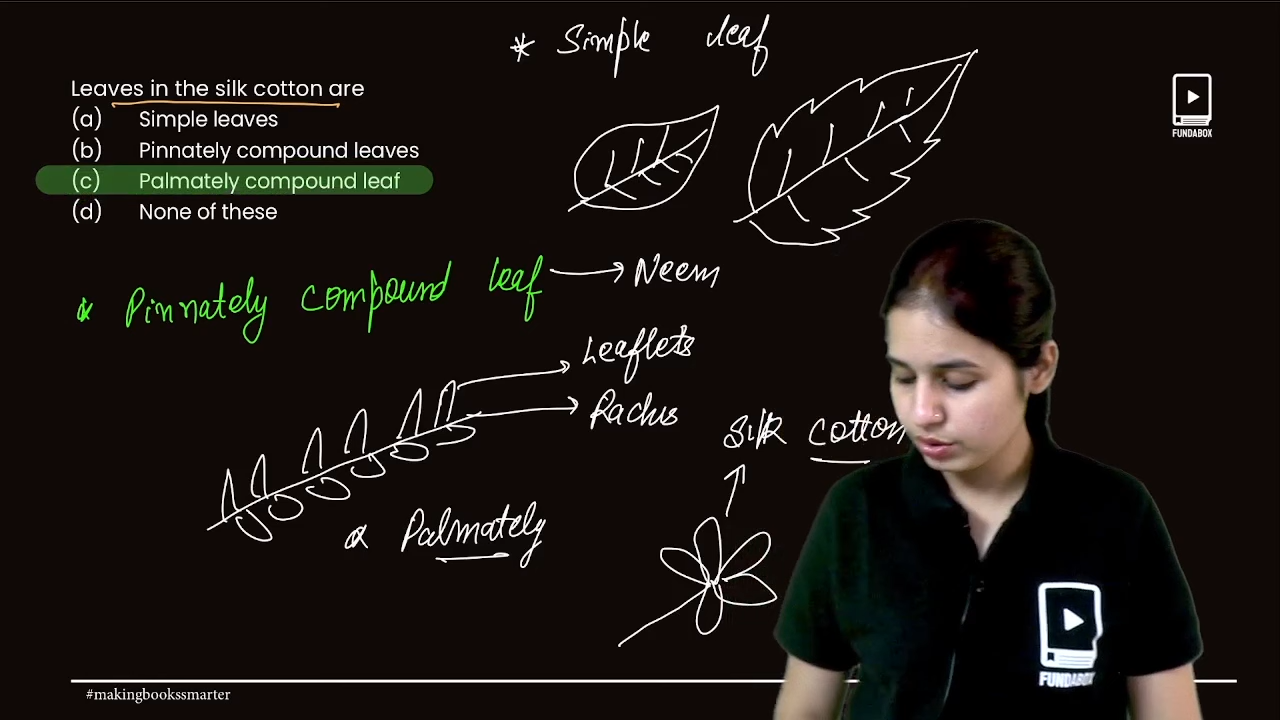 * Simple leaf
Leaves in the silk cotton are
(a) Simple leaves
(b) Pinnately compound leaves
(c) Palmately compound leaf
(d) None of these
FUNDABOX
* Pinnately compound leaf → Neem
Leaflets
Rachis
Silk cotton
* Palmately
FUNDABOX
#makingbookssmarter